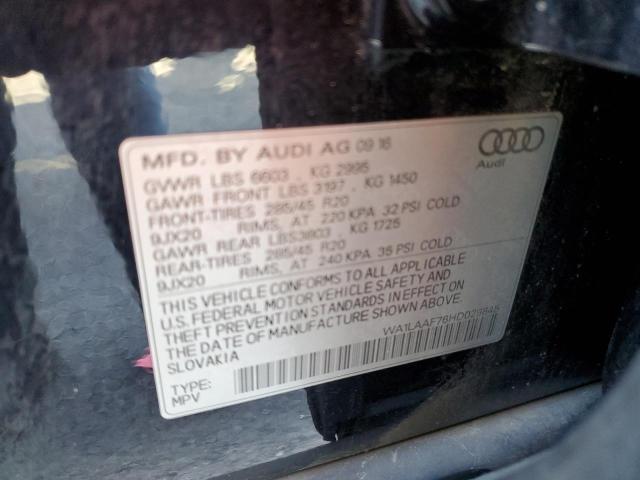 MFD. BY AUDI AG 09 16
Audi
GVWR LBS 6603 KG 2995
GAWR FRONT LBS 3197 KG 1450
FRONT-TIRES 285/45 R20
9JX20 RIMS, AT 220 KPA 32 PSI COLD
GAWR REAR LBS3803 KG 1725
REAR-TIRES 285/45 R20
9JX20 RIMS, AT 240 KPA 35 PSI COLD
THIS VEHICLE CONFORMS TO ALL APPLICABLE
U.S. FEDERAL MOTOR VEHICLE SAFETY AND
THEFT PREVENTION STANDARDS IN EFFECT ON
THE DATE OF MANUFACTURE SHOWN ABOVE.
SLOVAKIA
WA1LAAF76HD029845
TYPE:
MPV